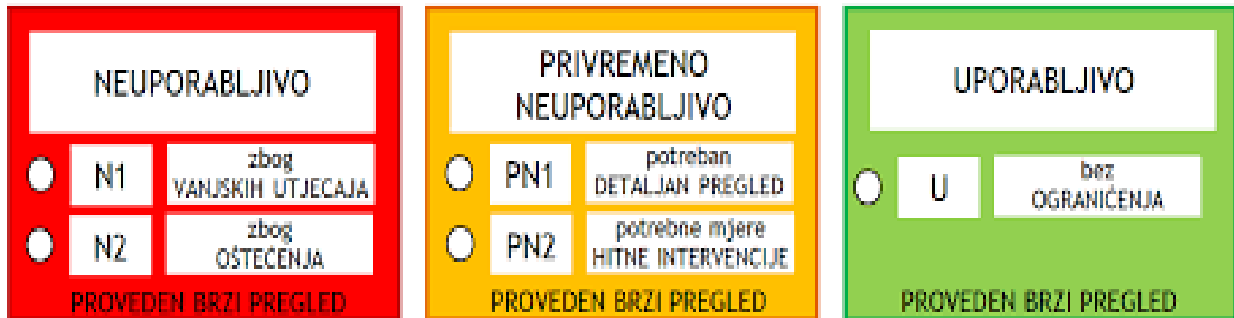 NEUPORABLJIVO
N1
zbog
VANJSKIH UTJECAJA
N2
zbog
OŠTEĆENJA
PROVEDEN BRZI PREGLED
PRIVREMENO
NEUPORABLJIVO
PN1
potreban
DETALJAN PREGLED
PN2
potrebne mjere
HITNE INTERVENCIJE
PROVEDEN BRZI PREGLED
UPORABLJIVO
U
bez
OGRANIČENJA
PROVEDEN BRZI PREGLED